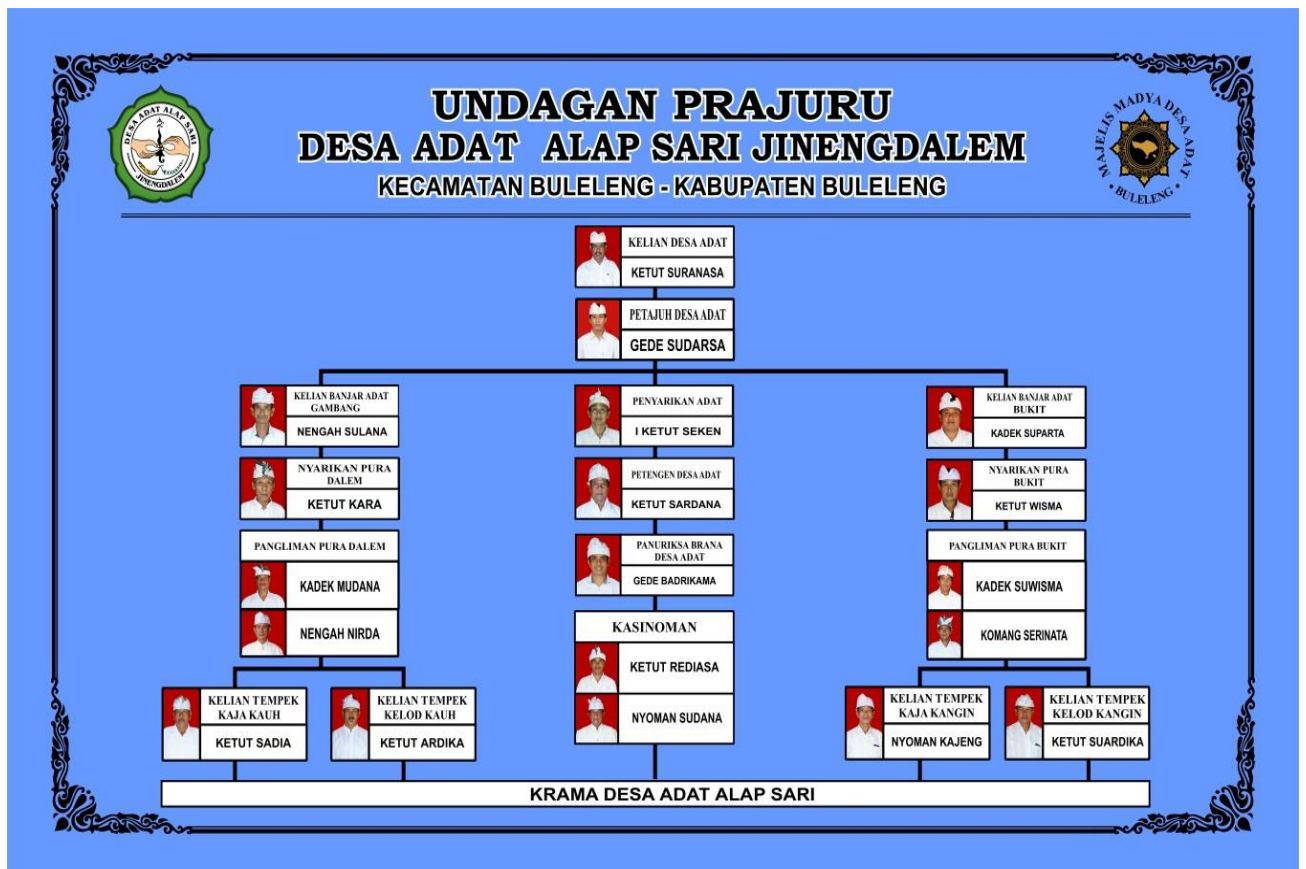 UNDAGAN PRAJURU
DESA ADAT ALAP SARI JINENGDALEM
KECAMATAN BULELENG - KABUPATEN BULELENG
DESA ADAT ALAP SARI
JINENGDALEM
MAJELIS MADYA DESA ADAT
BULELENG
KELIAN DESA ADAT
KETUT SURANASA
PETAJUH DESA ADAT
GEDE SUDARSA
KELIAN BANJAR ADAT
GAMBANG
NENGAH SULANA
NYARIKAN PURA
DALEM
KETUT KARA
PANGLIMAN PURA DALEM
KADEK MUDANA
NENGAH NIRDA
KELIAN TEMPEK
KAJA KAUH
KETUT SADIA
KELIAN TEMPEK
KELOD KAUH
KETUT ARDIKA
PENYARIKAN ADAT
I KETUT SEKEN
PETENGEN DESA ADAT
KETUT SARDANA
PANURIKSA BRANA
DESA ADAT
GEDE BADRIKAMA
KASINOMAN
KETUT REDIASA
NYOMAN SUDANA
KELIAN BANJAR ADAT
BUKIT
KADEK SUPARTA
NYARIKAN PURA
BUKIT
KETUT WISMA
PANGLIMAN PURA BUKIT
KADEK SUWISMA
KOMANG SERINATA
KELIAN TEMPEK
KAJA KANGIN
NYOMAN KAJENG
KELIAN TEMPEK
KELOD KANGIN
KETUT SUARDIKA
KRAMA DESA ADAT ALAP SARI